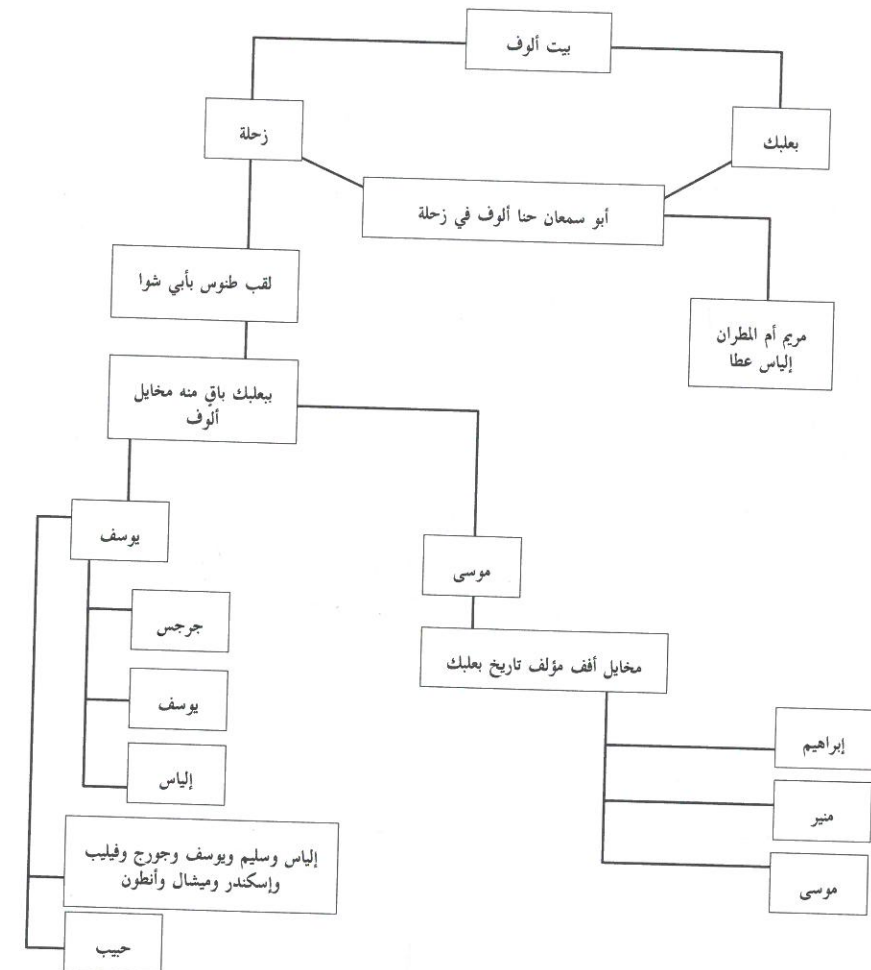 بيت ألوف
زحلة
بعلبك
أبو سمعان حنا ألوف في زحلة
لقب طنوس بأبي شوا
مريم أم المطران
إلياس عطا
ببعلبك باقٍ منه مخايل
ألوف
يوسف
موسى
جرجس
مخايل أفف مؤلف تاريخ بعلبك
يوسف
إبراهيم
إلياس
منير
إلياس وسليم ويوسف وجورج وفيليب
وإسكندر وميشال وأنطون
موسى
حبيب